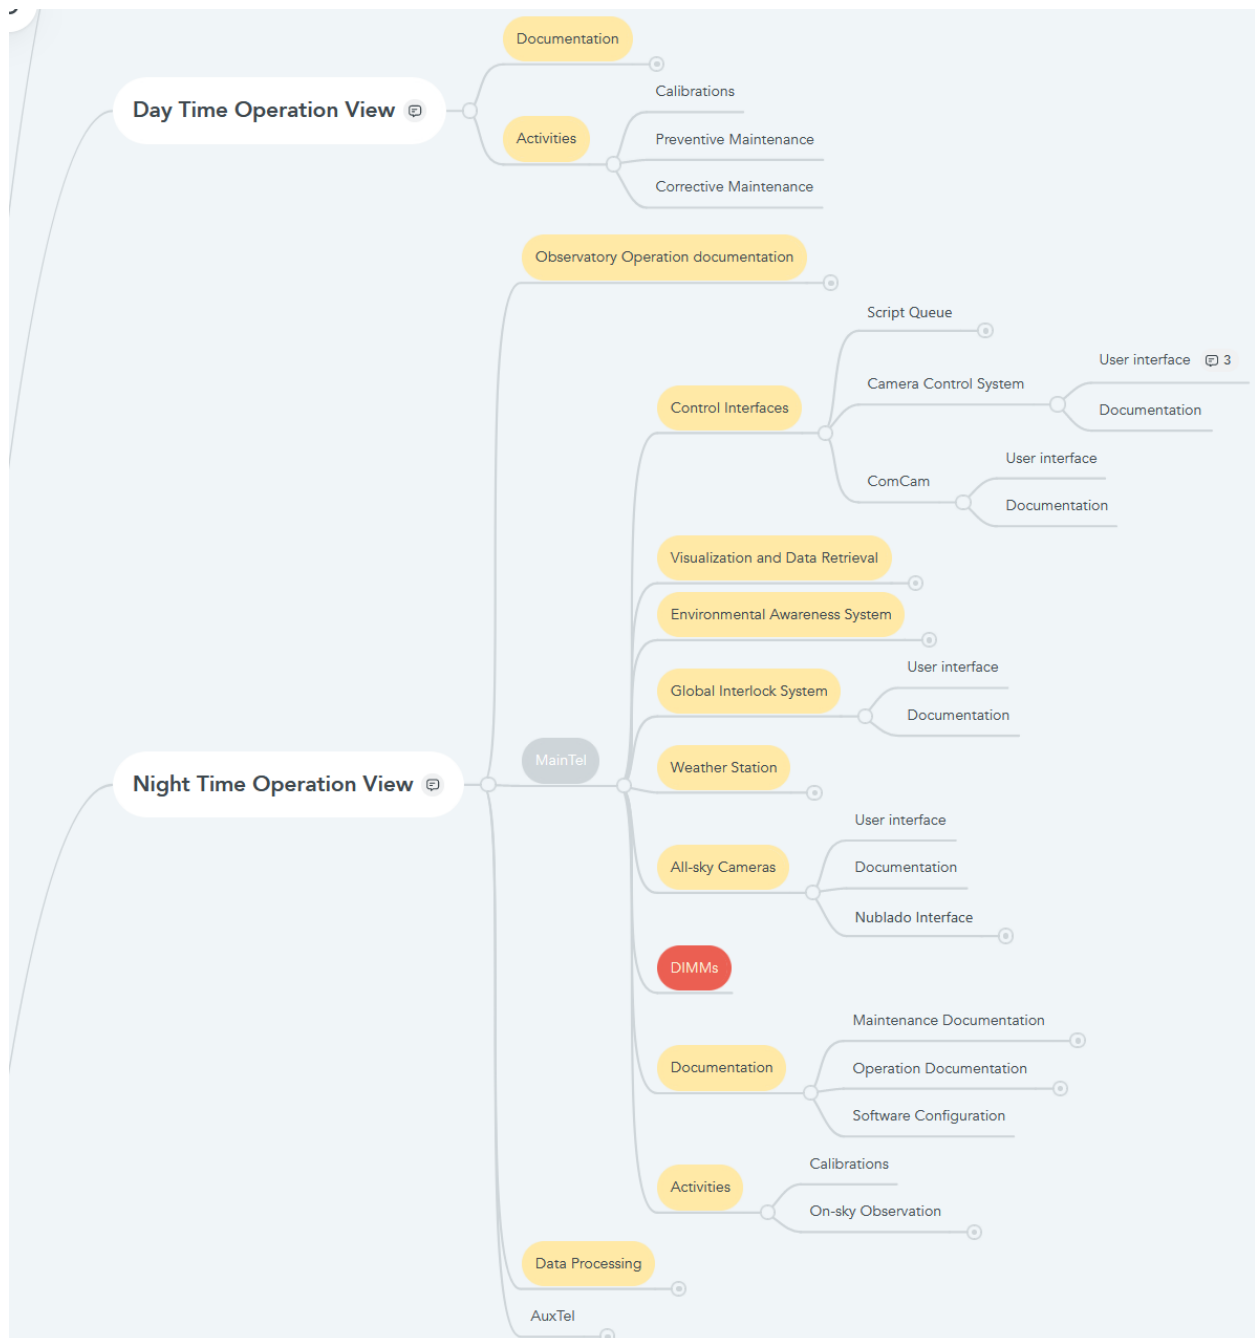 Documentation
Day Time Operation View
Calibrations
Activities
Preventive Maintenance
Corrective Maintenance
Observatory Operation documentation
Script Queue
User interface 3
Camera Control System
Control Interfaces
Documentation
User interface
ComCam
Documentation
Visualization and Data Retrieval
Environmental Awareness System
User interface
Global Interlock System
Documentation
MainTel
Weather Station
Night Time Operation View
User interface
All-sky Cameras
Documentation
Nublado Interface
DIMMs
Maintenance Documentation
Documentation
Operation Documentation
Software Configuration
Calibrations
Activities
On-sky Observation
Data Processing
AuxTel